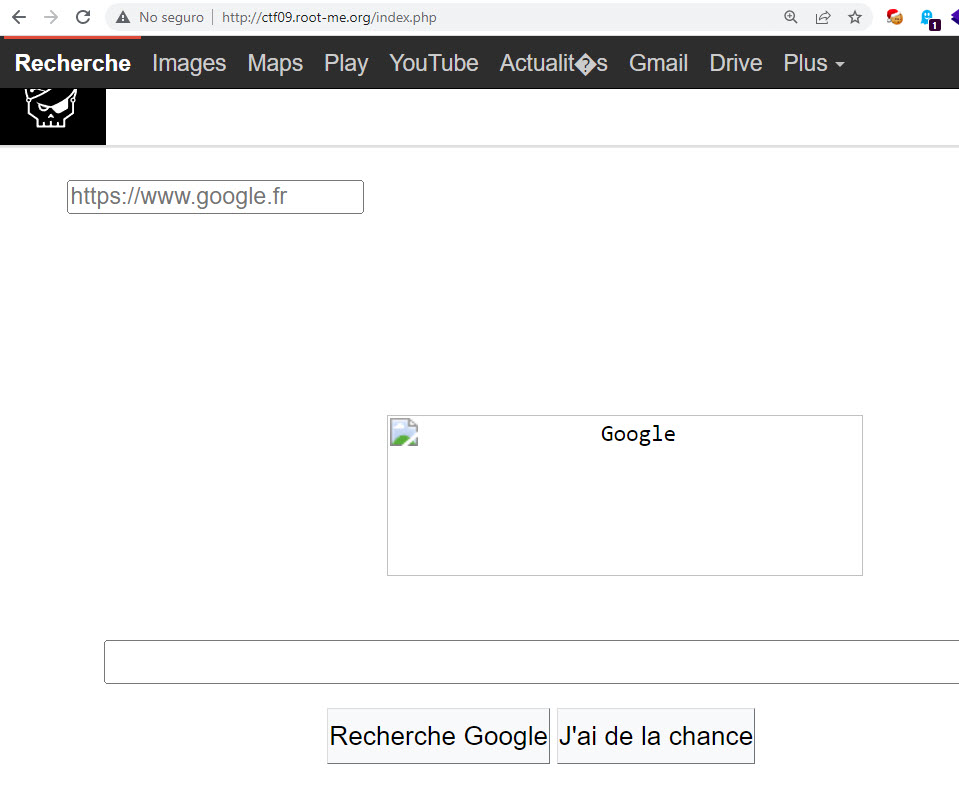 No seguro http://ctf09.root-me.org/index.php
1
Recherche Images Maps Play YouTube Actualit�s Gmail Drive Plus
https://www.google.fr
Google
Recherche Google J'ai de la chance